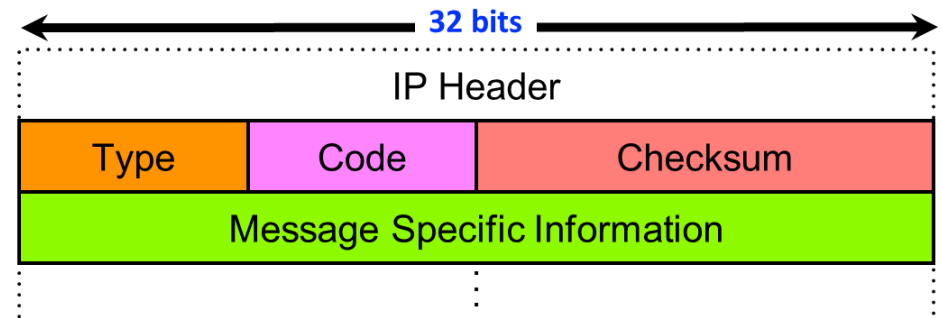 32 bits
IP Header
Type Code Checksum
Message Specific Information